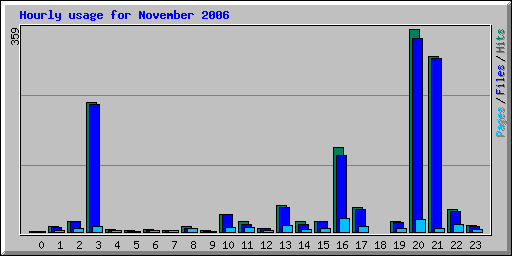 Hourly usage for November 2006
359
Pages/Files/Hits
0 1 2 3 4 5 6 7 8 9 10 11 12 13 14 15 16 17 18 19 20 21 22 23